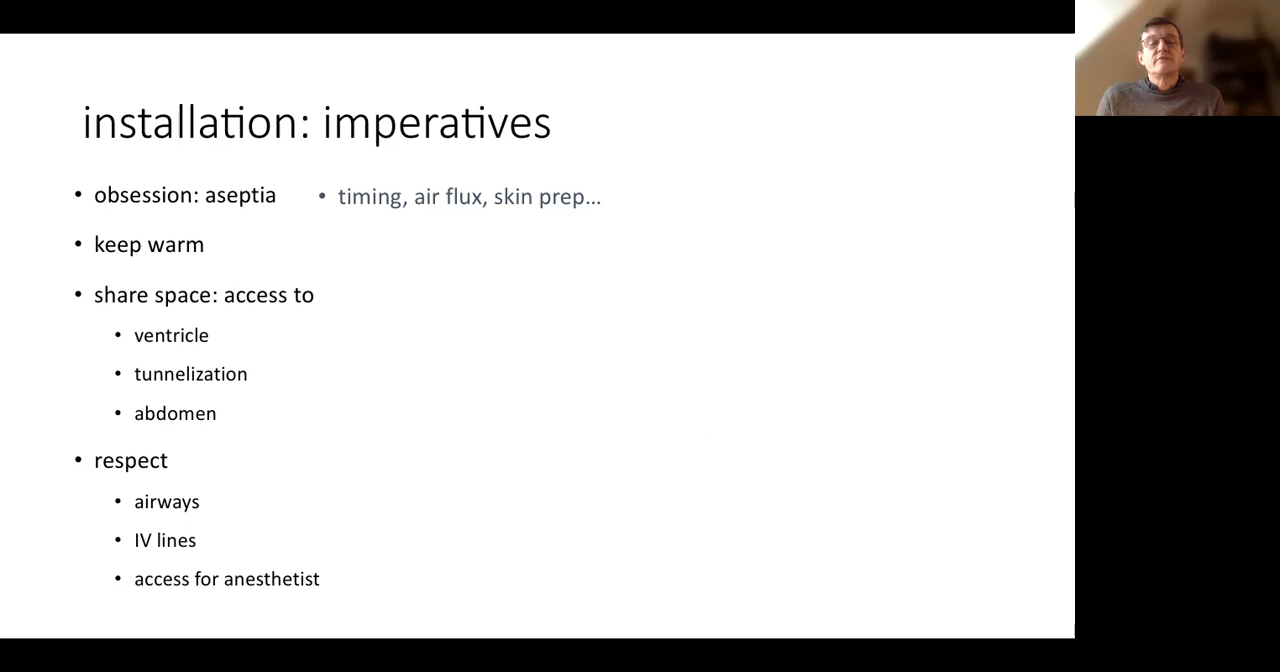 installation: imperatives
• obsession: aseptia
• timing, air flux, skin prep...
• keep warm
• share space: access to
• ventricle
• tunnelization
• abdomen
• respect
• airways
• IV lines
• access for anesthetist